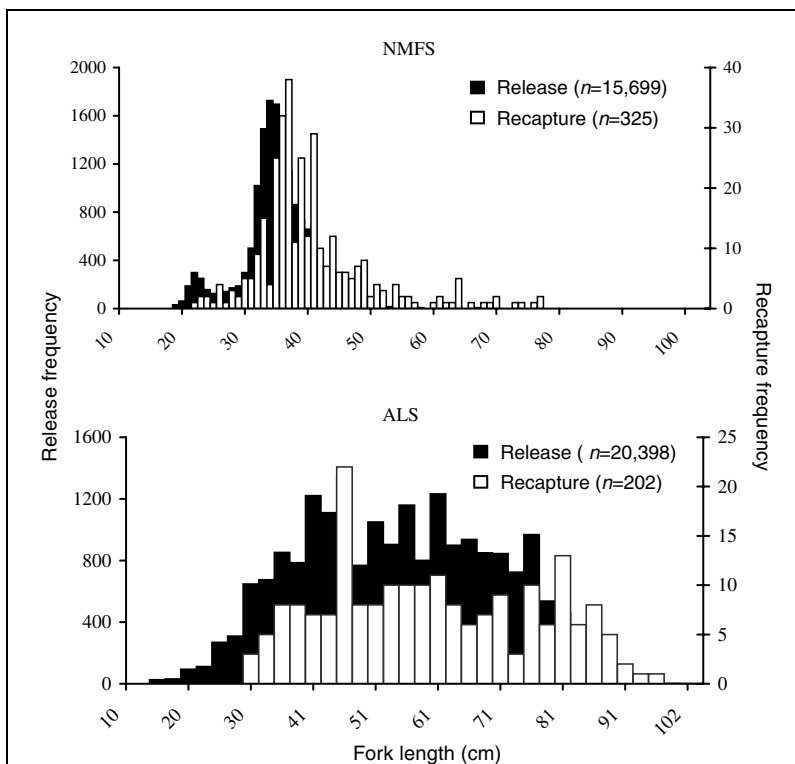 NMFS
2000
1600
1200
800
400
0
40
30
20
10
0
Release (n=15,699)
Recapture (n=325)
10 20 30 40 50 60 70 80 90 100
Release frequency
Recapture frequency
ALS
1600
1200
800
400
0
25
20
15
10
5
0
Release ( n=20,398)
Recapture (n=202)
10 20 30 41 51 61 71 81 91 102
Fork length (cm)